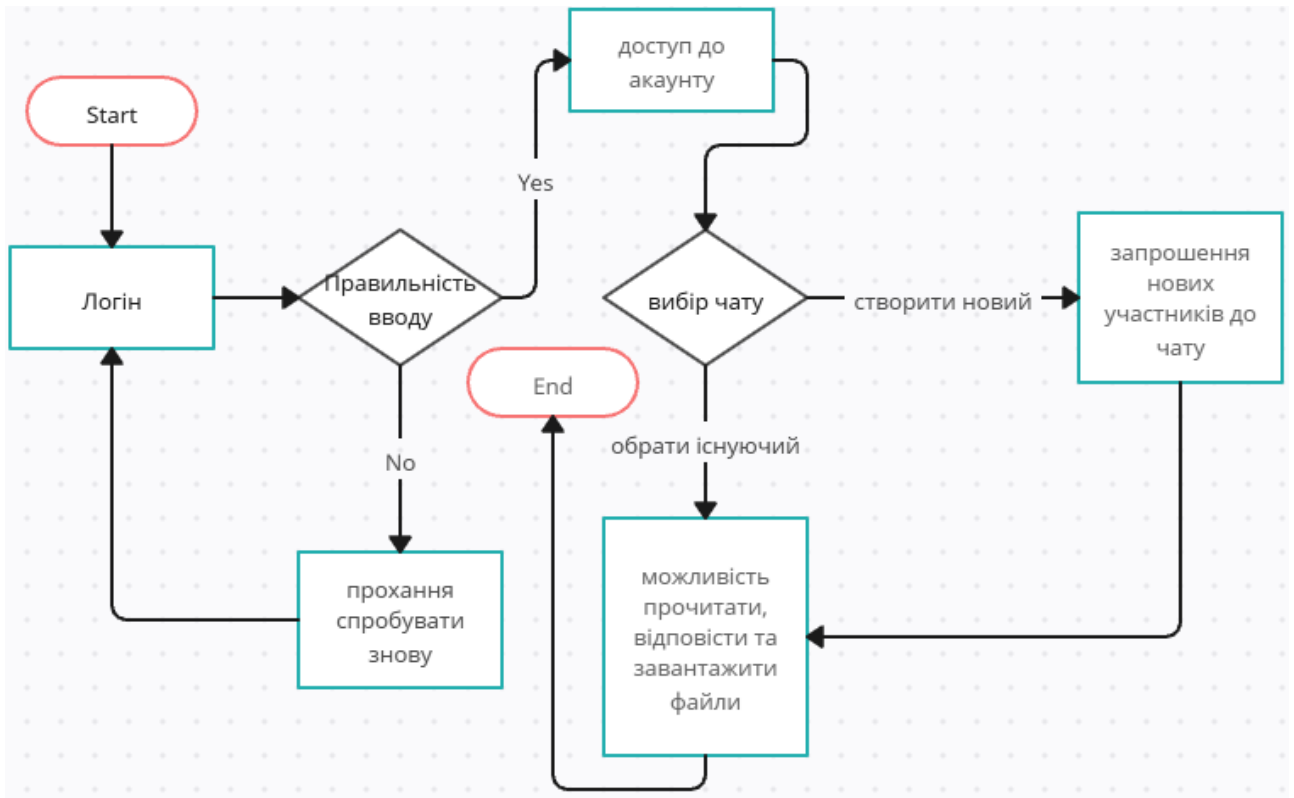 Start
Логін
Правильність
вводу
Yes
No
прохання
спробувати
знову
доступ до
акаунту
вибір чату
створити новий
запрошення
нових
участників до
чату
обрати існуючий
можливість
прочитати,
відповісти та
завантажити
файли
End